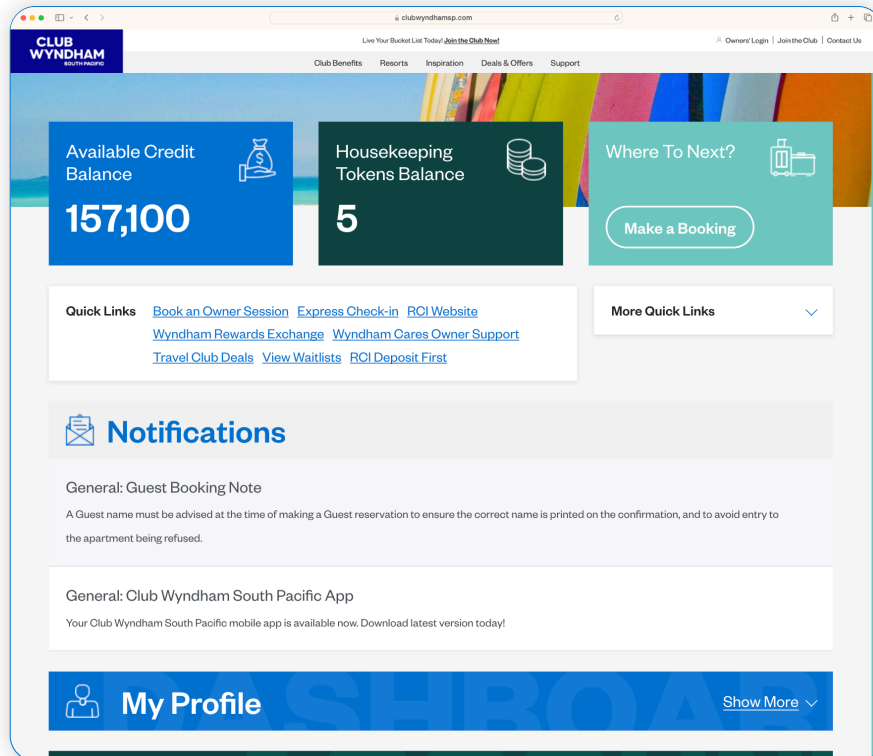 clubwyndhamsp.com
CLUB
WYNDHAM
SOUTH PACIFIC
Live Your Bucket List Today! Join the Club Now!
Owners' Login | Join the Club | Contact Us
Club Benefits Resorts Inspiration Deals & Offers Support
Available Credit
Balance
157,100
Housekeeping
Tokens Balance
5
Where To Next?
Make a Booking
Quick Links Book an Owner Session Express Check-in RCI Website
Wyndham Rewards Exchange Wyndham Cares Owner Support
Travel Club Deals View Waitlists RCI Deposit First
More Quick Links
Notifications
General: Guest Booking Note
A Guest name must be advised at the time of making a Guest reservation to ensure the correct name is printed on the confirmation, and to avoid entry to
the apartment being refused.
General: Club Wyndham South Pacific App
Your Club Wyndham South Pacific mobile app is available now. Download latest version today!
DASHBOAR
My Profile
Show More